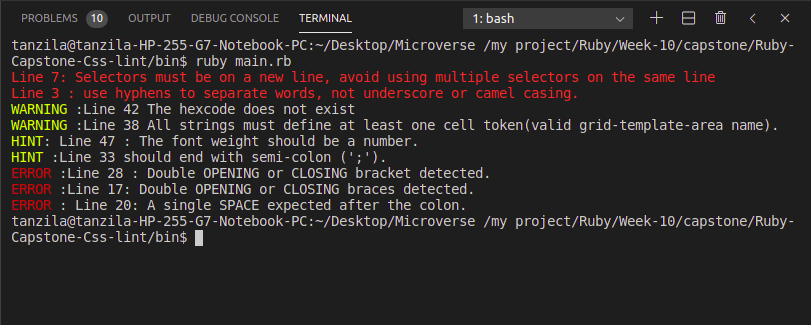 PROBLEMS 10 OUTPUT DEBUG CONSOLE TERMINAL 1: bash
tanzila@tanzila-HP-255-G7-Notebook-PC:~/Desktop/Microverse /my project/Ruby/Week-10/capstone/Ruby-
Capstone-Css-lint/bin$ ruby main.rb
Line 7: Selectors must be on a new line, avoid using multiple selectors on the same line
Line 3 : use hyphens to separate words, not underscore or camel casing.
WARNING :Line 42 The hexcode does not exist
WARNING :Line 38 All strings must define at least one cell token(valid grid-template-area name).
HINT: Line 47 : The font weight should be a number.
HINT :Line 33 should end with semi-colon (';').
ERROR :Line 28 : Double OPENING or CLOSING bracket detected.
ERROR :Line 17: Double OPENING or CLOSING braces detected.
ERROR : Line 20: A single SPACE expected after the colon.
tanzila@tanzila-HP-255-G7-Notebook-PC:~/Desktop/Microverse /my project/Ruby/Week-10/capstone/Ruby-
Capstone-Css-lint/bin$